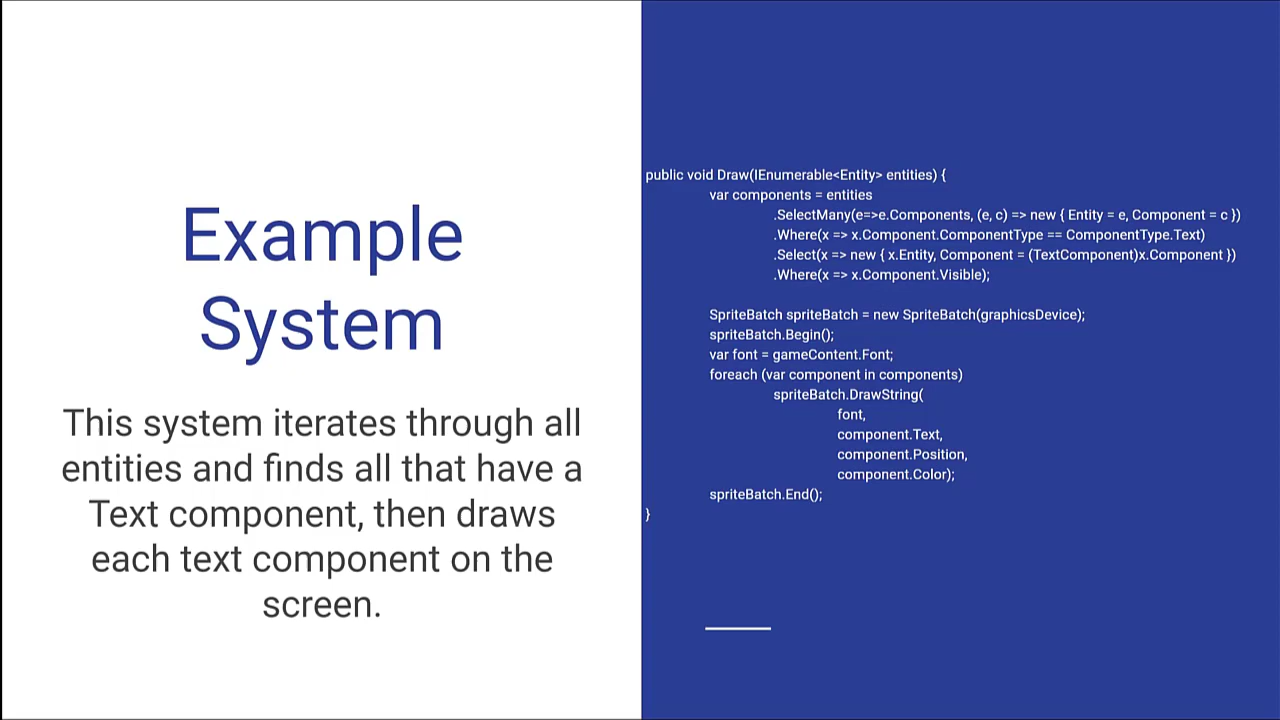 Example
System
This system iterates through all
entities and finds all that have a
Text component, then draws
each text component on the
screen.
public void Draw(IEnumerable<Entity> entities) {
var components = entities
.SelectMany(e=>e.Components, (e, c) => new { Entity = e, Component = c })
.Where(x => x.Component.ComponentType == ComponentType.Text)
.Select(x => new { x.Entity, Component = (TextComponent)x.Component })
.Where(x => x.Component.Visible);
SpriteBatch spriteBatch = new SpriteBatch(graphicsDevice);
spriteBatch.Begin();
var font = gameContent.Font;
foreach (var component in components)
spriteBatch.DrawString(
font,
component.Text,
component.Position,
component.Color);
spriteBatch.End();
}